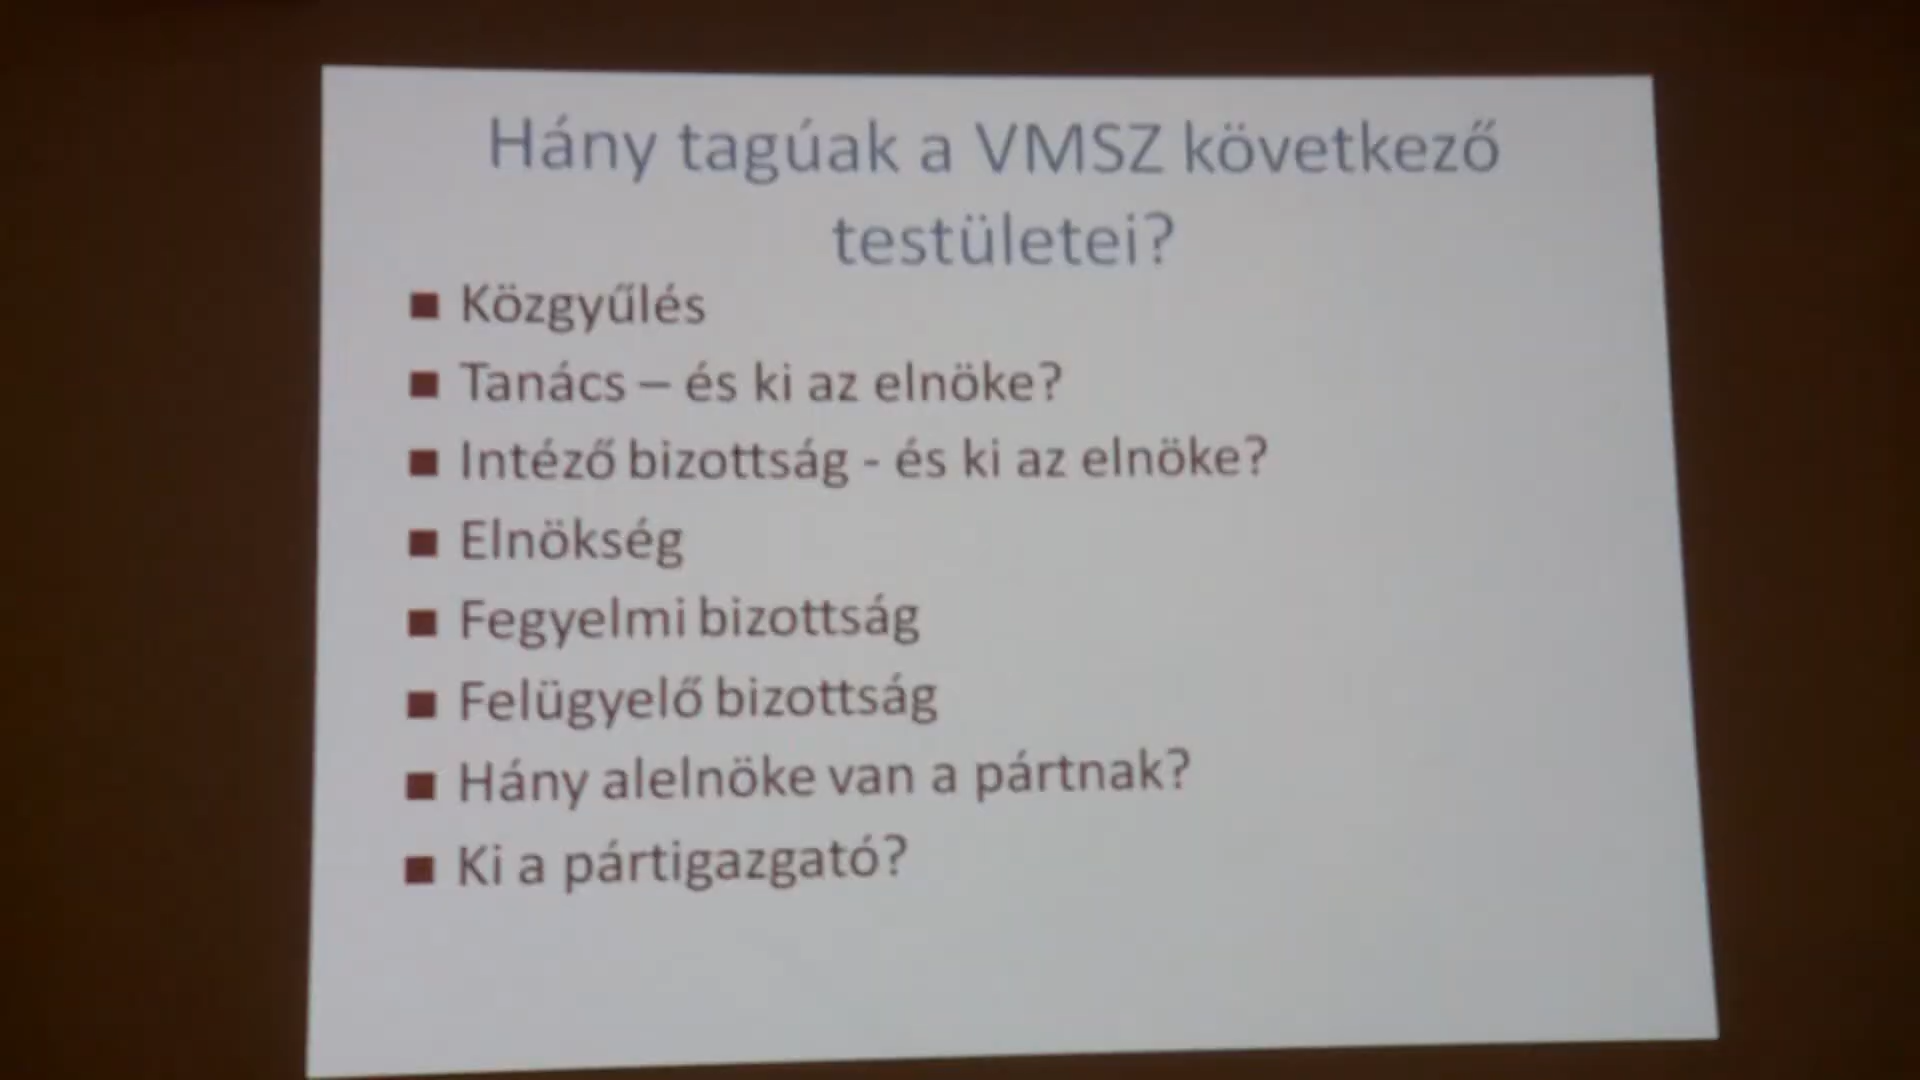 Hány tagúak a VMSZ következő
testületei?
■ Közgyűlés
■ Tanács – és ki az elnöke?
■ Intéző bizottság - és ki az elnöke?
■ Elnökség
■ Fegyelmi bizottság
■ Felügyelő bizottság
■ Hány alelnöke van a pártnak?
■ Ki a pártigazgató?